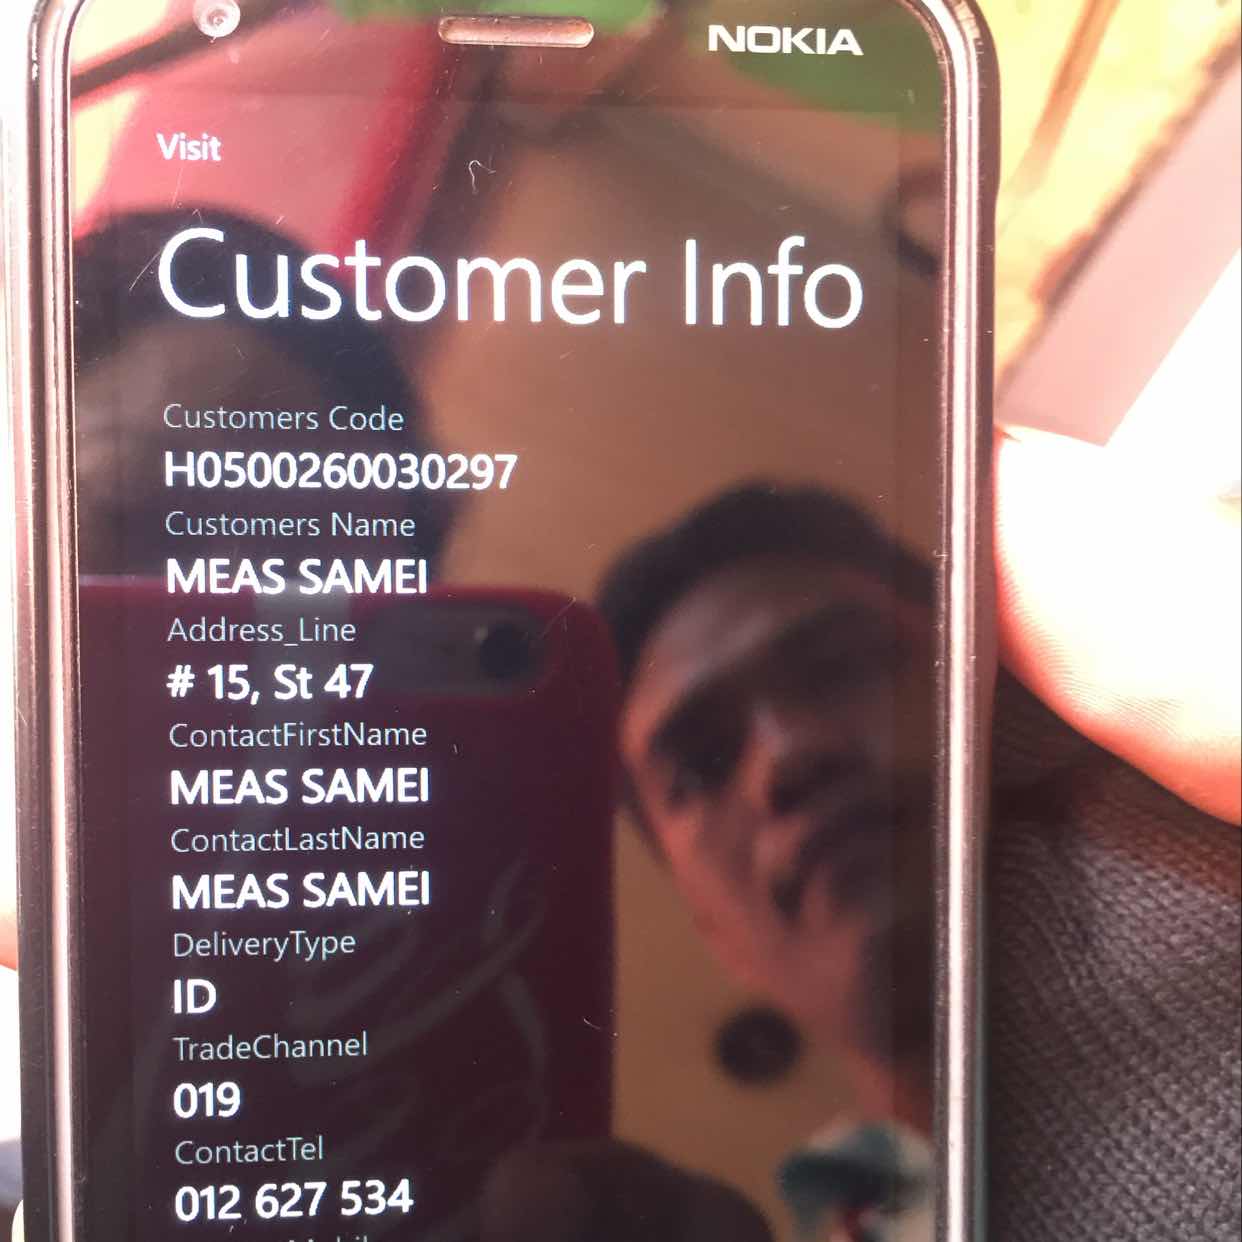 NOKIA
Visit
Customer Info
Customers Code
H0500260030297
Customers Name
MEAS SAMEI
Address_Line
# 15, St 47
ContactFirstName
MEAS SAMEI
ContactLastName
MEAS SAMEI
DeliveryType
ID
TradeChannel
019
ContactTel
012 627 534